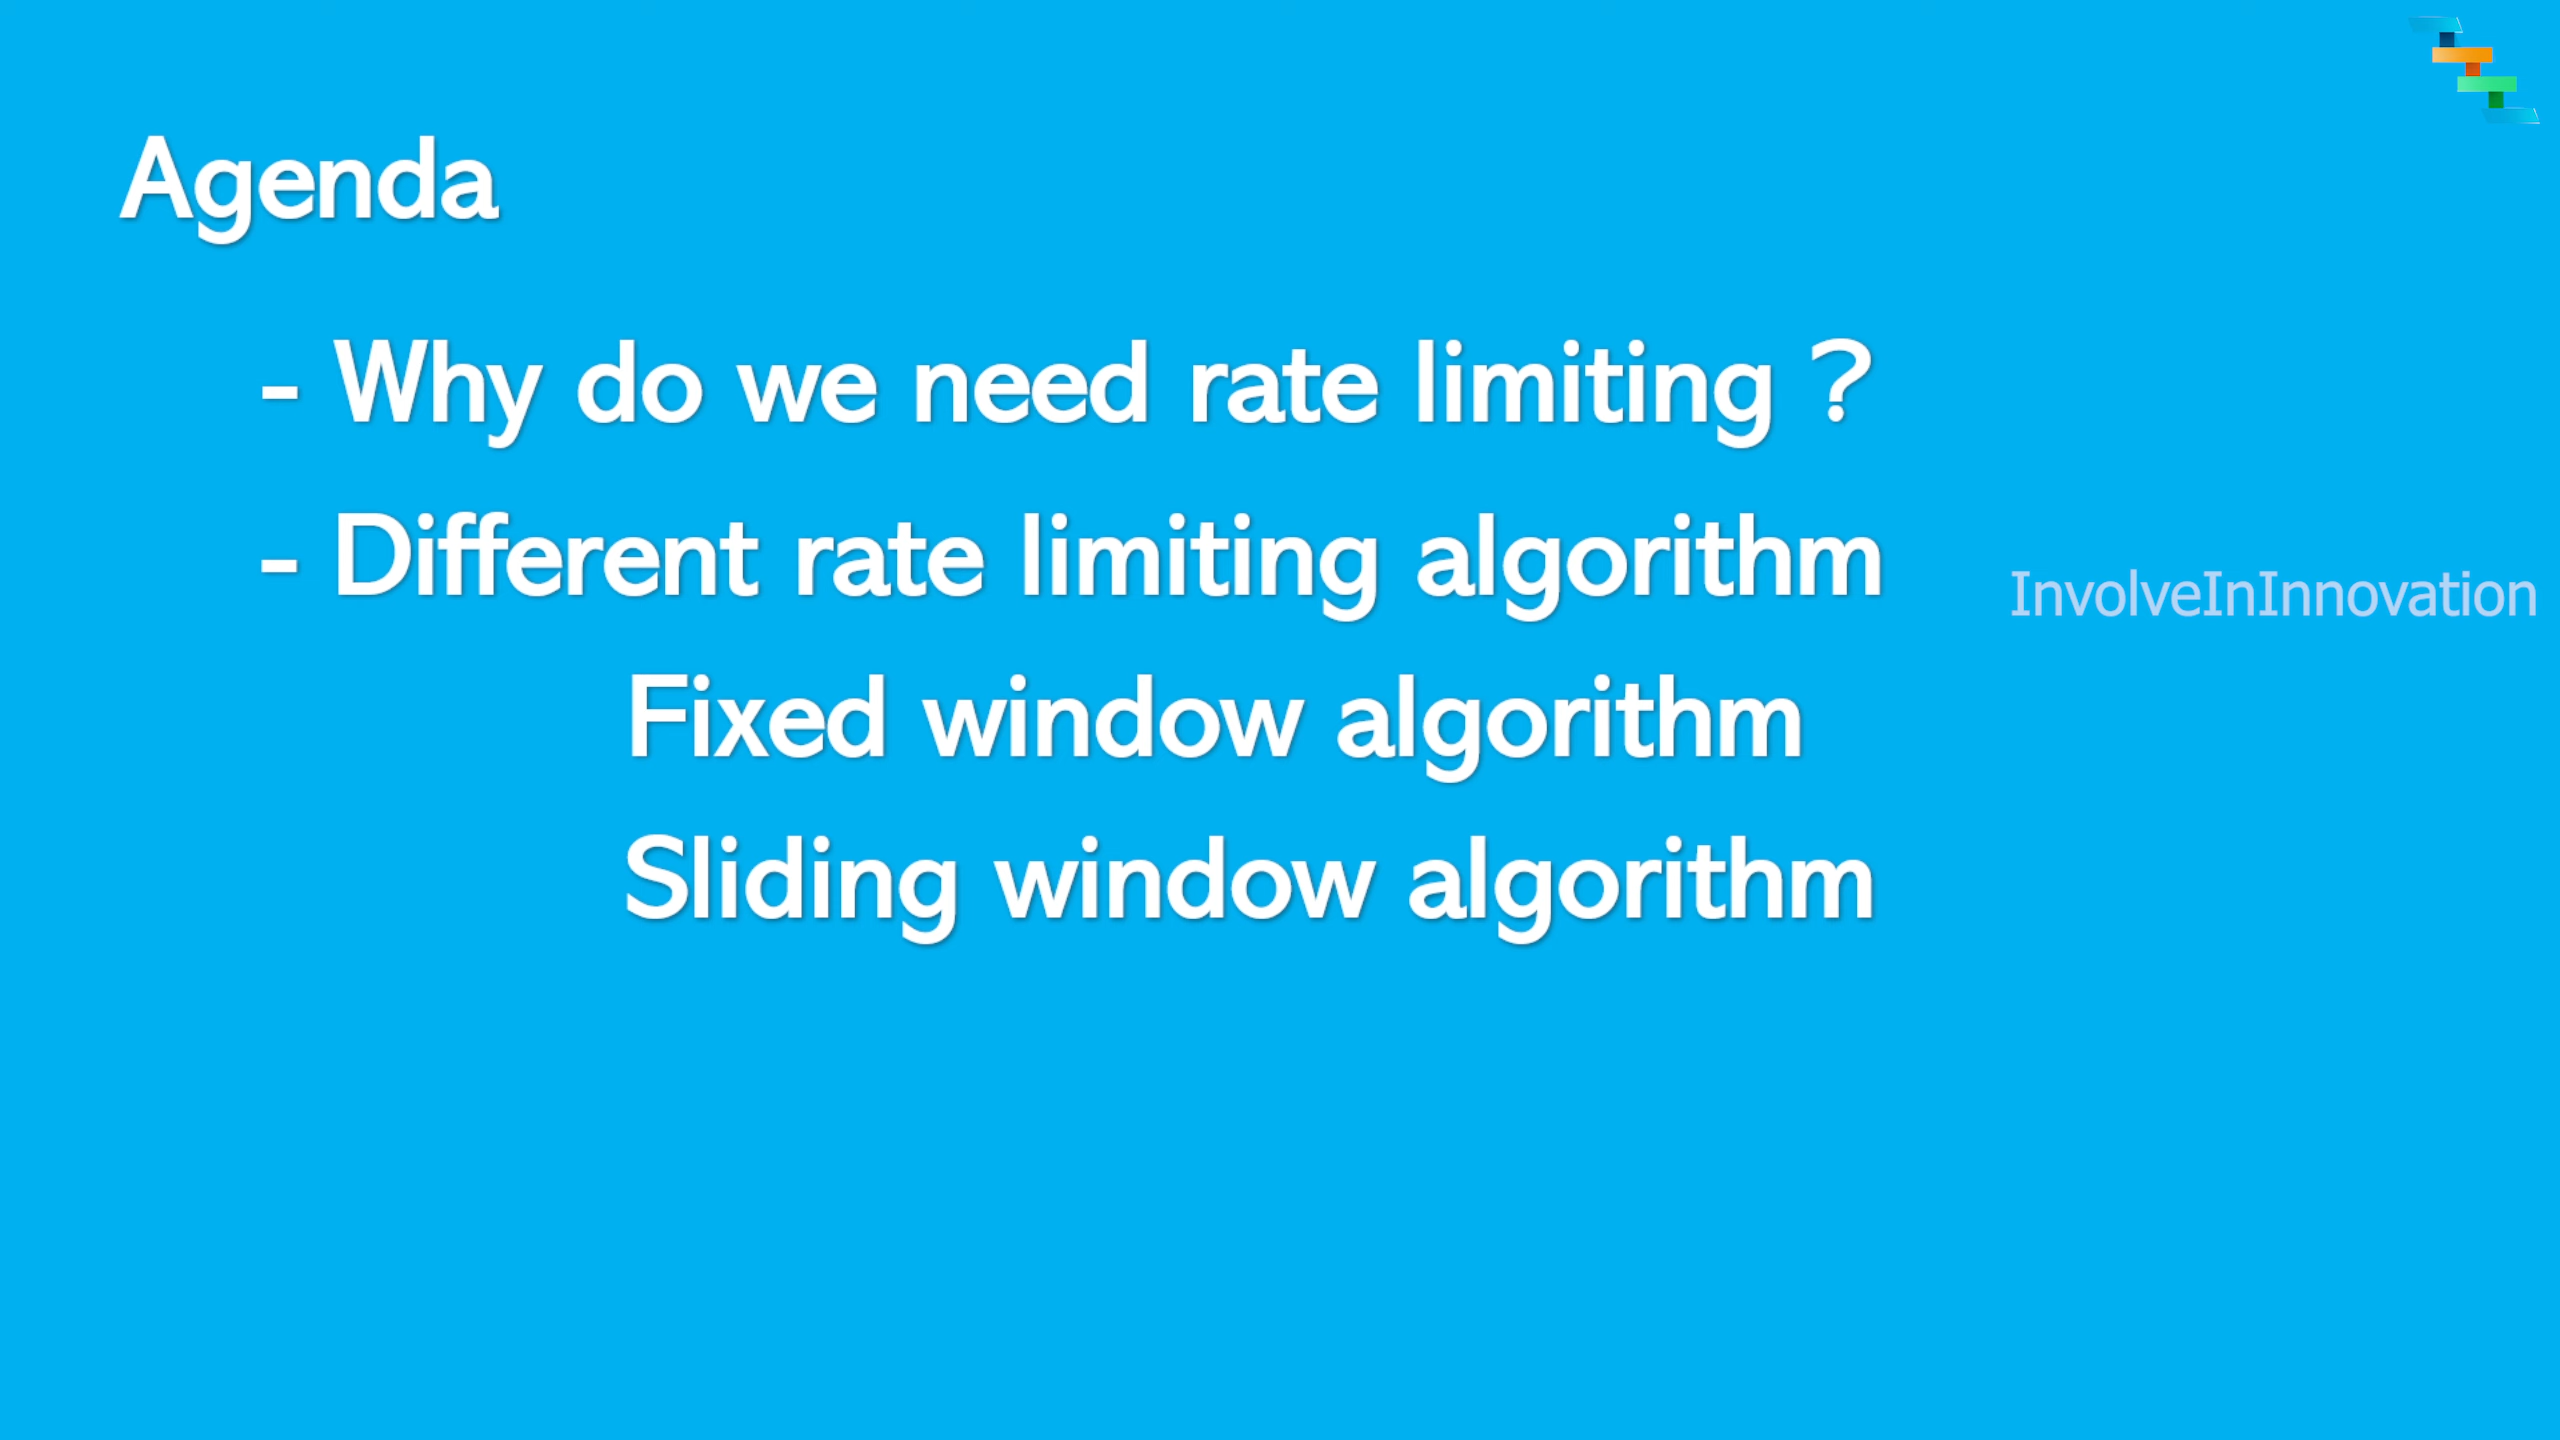 Agenda
- Why do we need rate limiting ?
- Different rate limiting algorithm
InvolveInInnovation
Fixed window algorithm
Sliding window algorithm